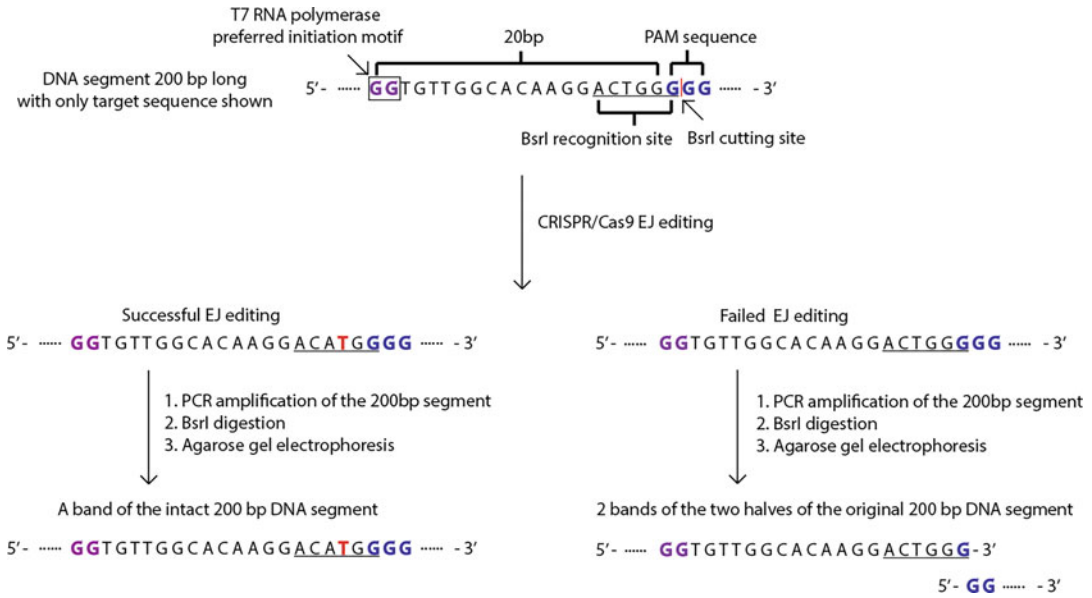 T7 RNA polymerase
preferred initiation motif
20bp
PAM sequence
DNA segment 200 bp long
with only target sequence shown
5’- ······ GGTGTTGGCACAAGGACTGGGGG ······ - 3’
BsrI recognition site
BsrI cutting site
CRISPR/Cas9 EJ editing
Successful EJ editing
5’- ······ GGTGTTGGCACAAGGACATGGGGG ······ - 3’
1. PCR amplification of the 200bp segment
2. BsrI digestion
3. Agarose gel electrophoresis
A band of the intact 200 bp DNA segment
5’- ······ GGTGTTGGCACAAGGACATGGGGG ······ - 3’
Failed EJ editing
5’- ······ GGTGTTGGCACAAGGACTGGGGGG ······ - 3’
1. PCR amplification of the 200bp segment
2. BsrI digestion
3. Agarose gel electrophoresis
2 bands of the two halves of the original 200 bp DNA segment
5’- ······ GGTGTTGGCACAAGGACTGGGG- 3’
5’- GG ······ - 3’